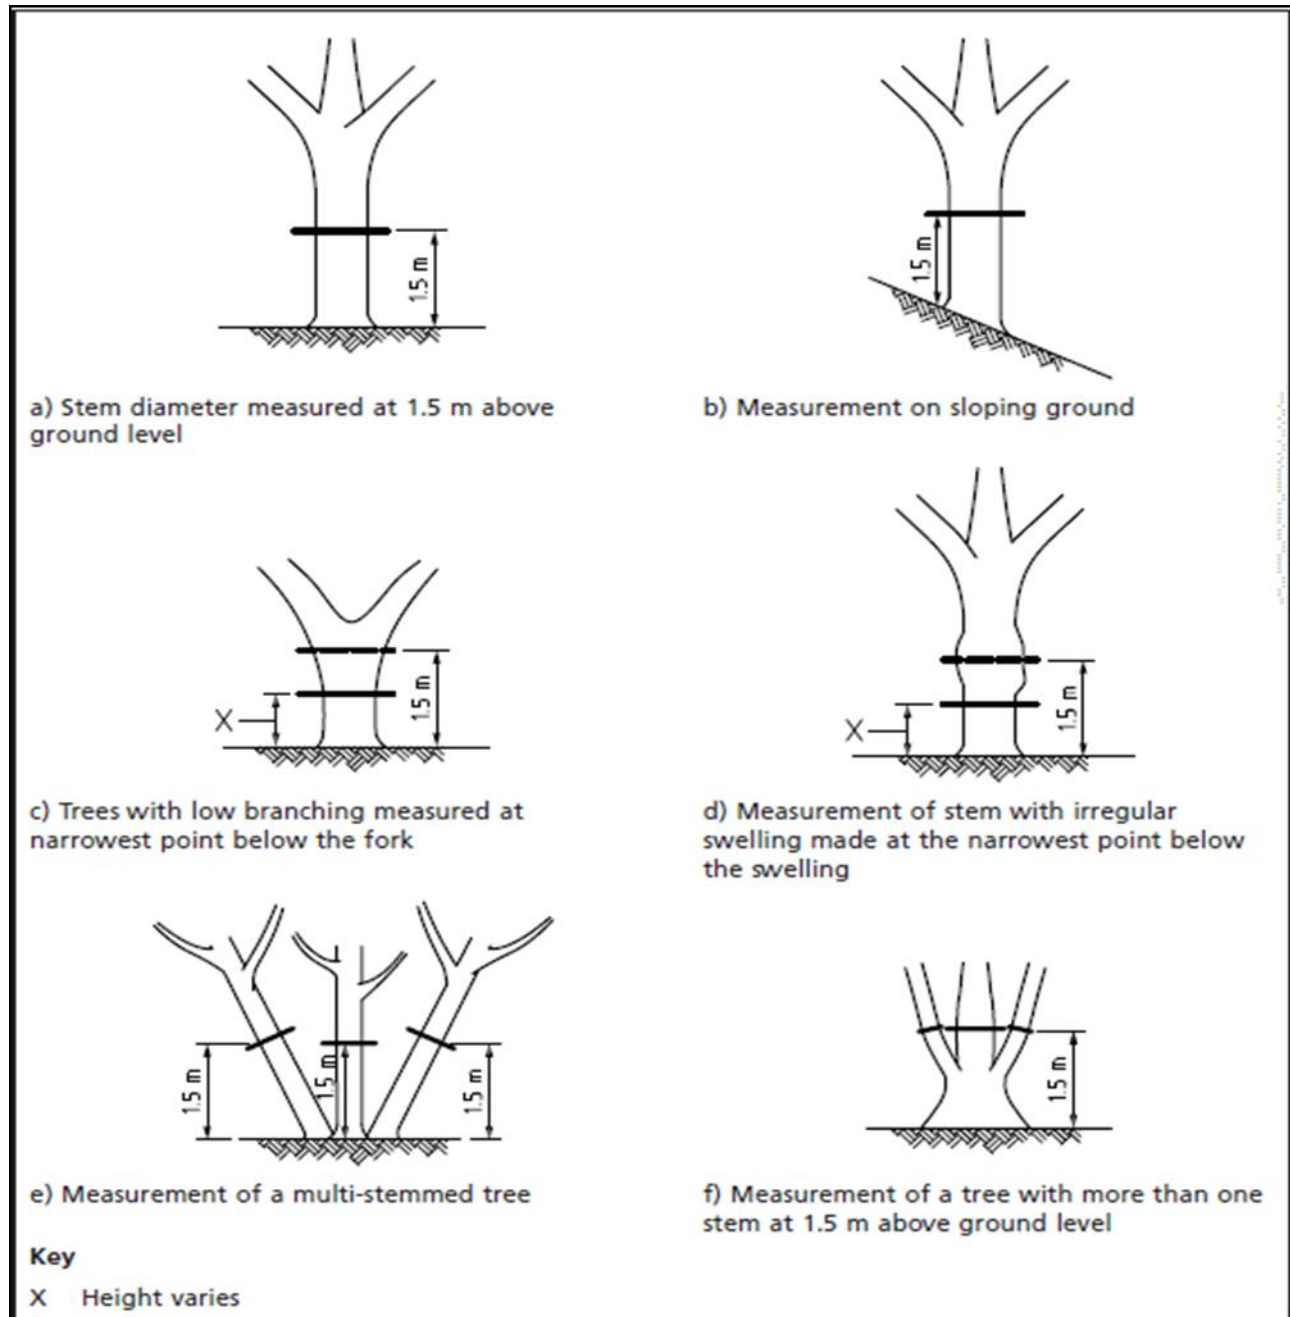 1.5 m
1.5 m
a) Stem diameter measured at 1.5 m above
ground level
b) Measurement on sloping ground
X
1.5 m
X
1.5 m
c) Trees with low branching measured at
narrowest point below the fork
d) Measurement of stem with irregular
swelling made at the narrowest point below
the swelling
1.5 m
1.5 m
1.5 m
1.5 m
e) Measurement of a multi-stemmed tree
f) Measurement of a tree with more than one
stem at 1.5 m above ground level
Key
X Height varies